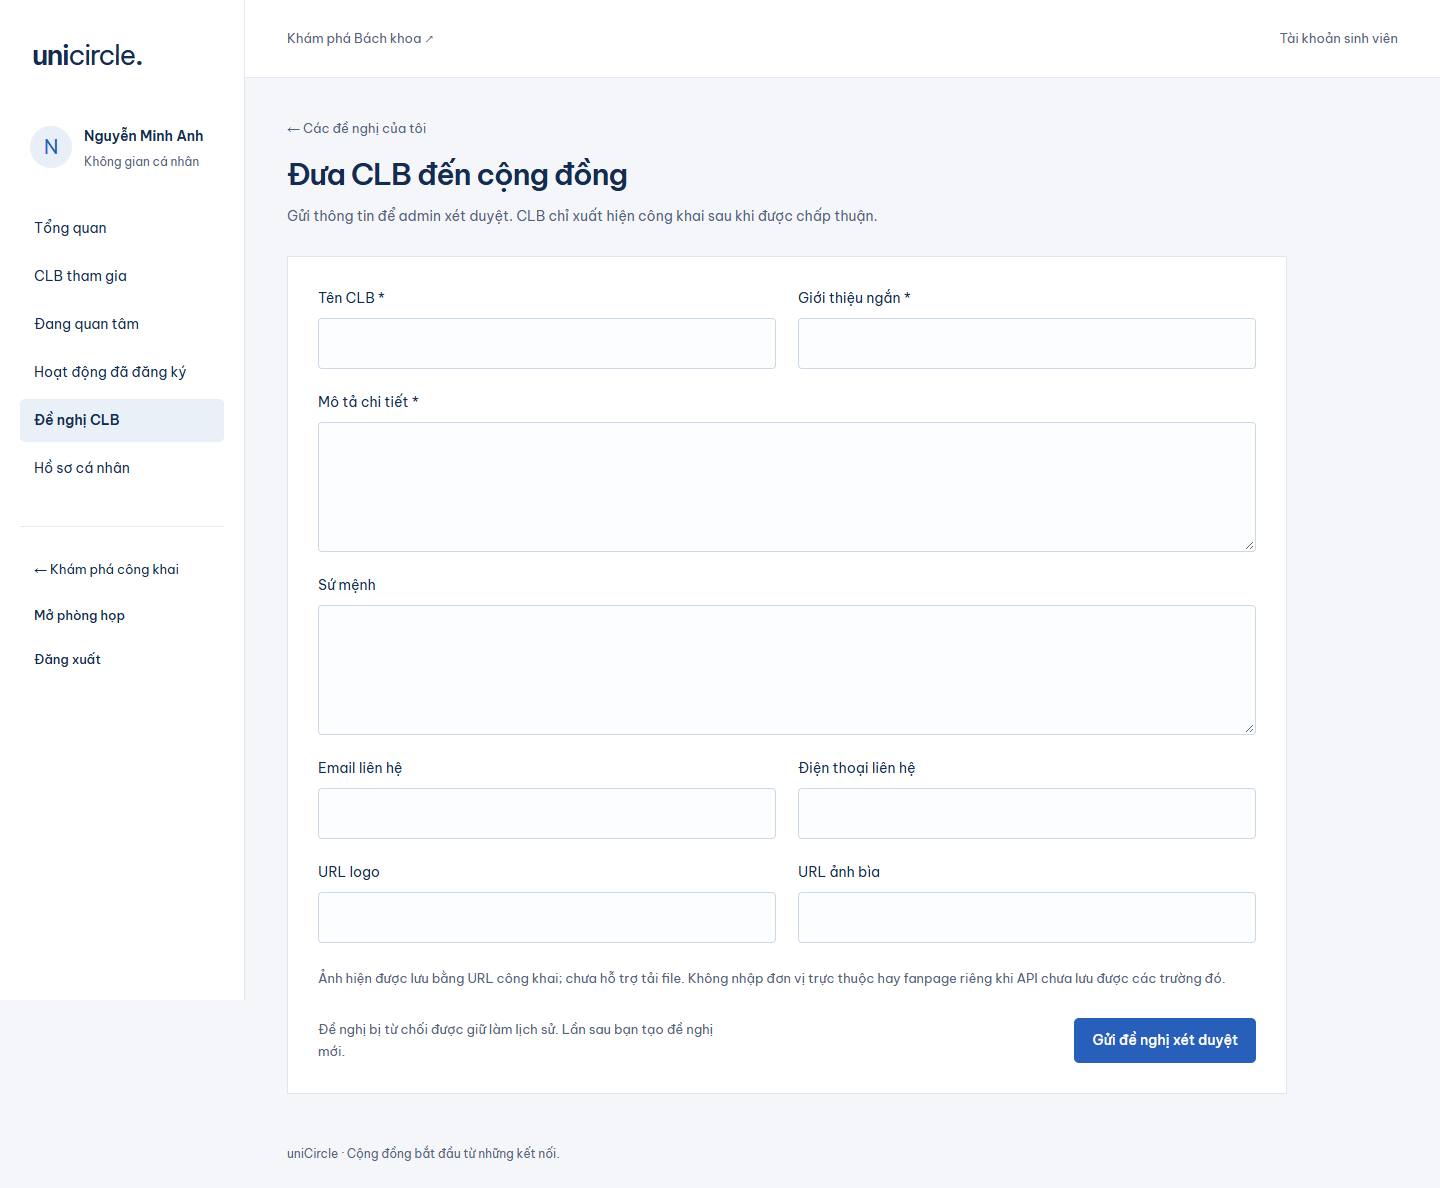 unicircle.
Khám phá Bách khoa ↗
Tài khoản sinh viên
N
Nguyễn Minh Anh
Không gian cá nhân
Tổng quan
CLB tham gia
Đang quan tâm
Hoạt động đã đăng ký
Đề nghị CLB
Hồ sơ cá nhân
← Khám phá công khai
Mở phòng họp
Đăng xuất
← Các đề nghị của tôi
Đưa CLB đến cộng đồng
Gửi thông tin để admin xét duyệt. CLB chỉ xuất hiện công khai sau khi được chấp thuận.
Tên CLB *
Giới thiệu ngắn *
Mô tả chi tiết *
Sứ mệnh
Email liên hệ
Điện thoại liên hệ
URL logo
URL ảnh bìa
Ảnh hiện được lưu bằng URL công khai; chưa hỗ trợ tải file. Không nhập đơn vị trực thuộc hay fanpage riêng khi API chưa lưu được các trường đó.
Đề nghị bị từ chối được giữ làm lịch sử. Lần sau bạn tạo đề nghị
mới.
Gửi đề nghị xét duyệt
uniCircle · Cộng đồng bắt đầu từ những kết nối.